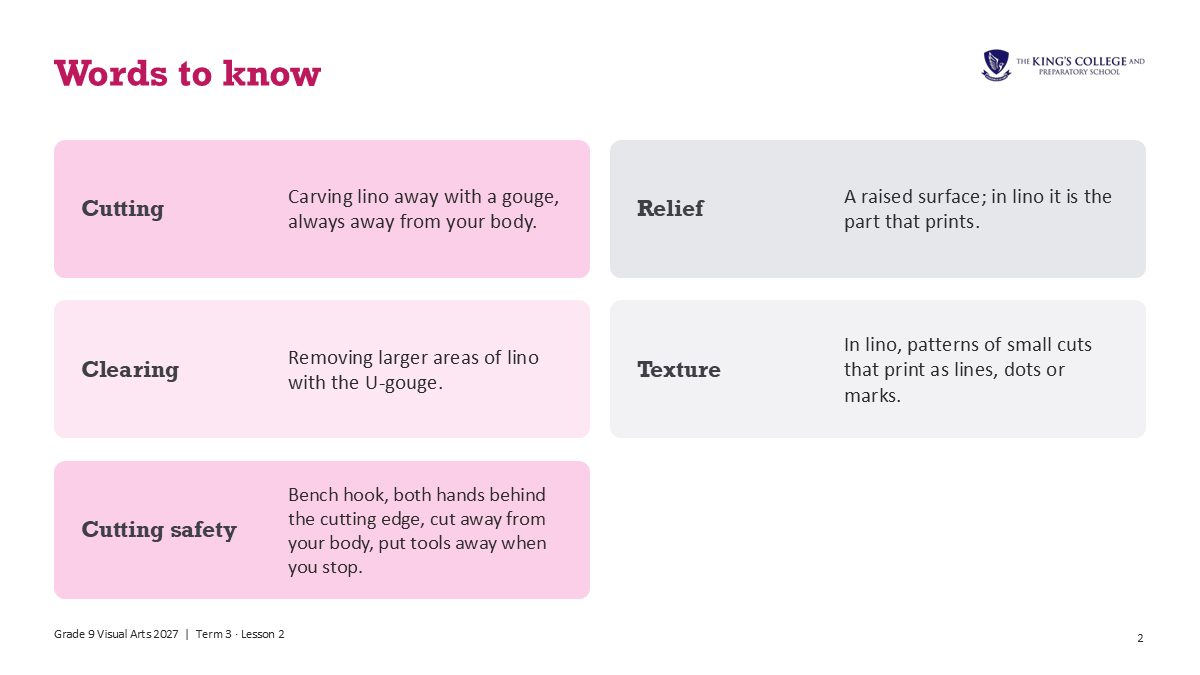 Words to know
THE KING'S COLLEGE AND
PREPARATORY SCHOOL
Cutting
Carving lino away with a gouge,
always away from your body.
Relief
A raised surface; in lino it is the
part that prints.
Clearing
Removing larger areas of lino
with the U-gouge.
Texture
In lino, patterns of small cuts
that print as lines, dots or
marks.
Cutting safety
Bench hook, both hands behind
the cutting edge, cut away from
your body, put tools away when
you stop.
Grade 9 Visual Arts 2027 | Term 3 · Lesson 2
2